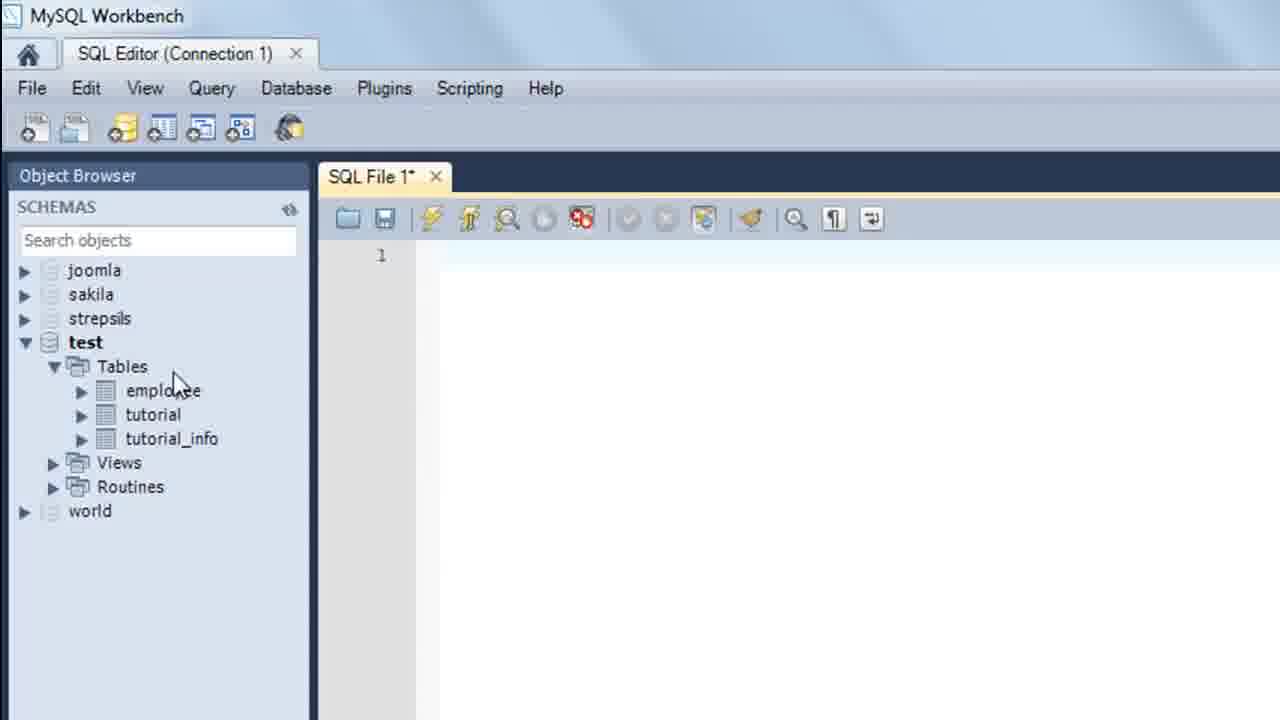 MySQL Workbench
SQL Editor (Connection 1)
File Edit View Query Database Plugins Scripting Help
Object Browser
SQL File 1*
SCHEMAS
Search objects
1
joomla
sakila
strepsils
test
Tables
employee
tutorial
tutorial_info
Views
Routines
world